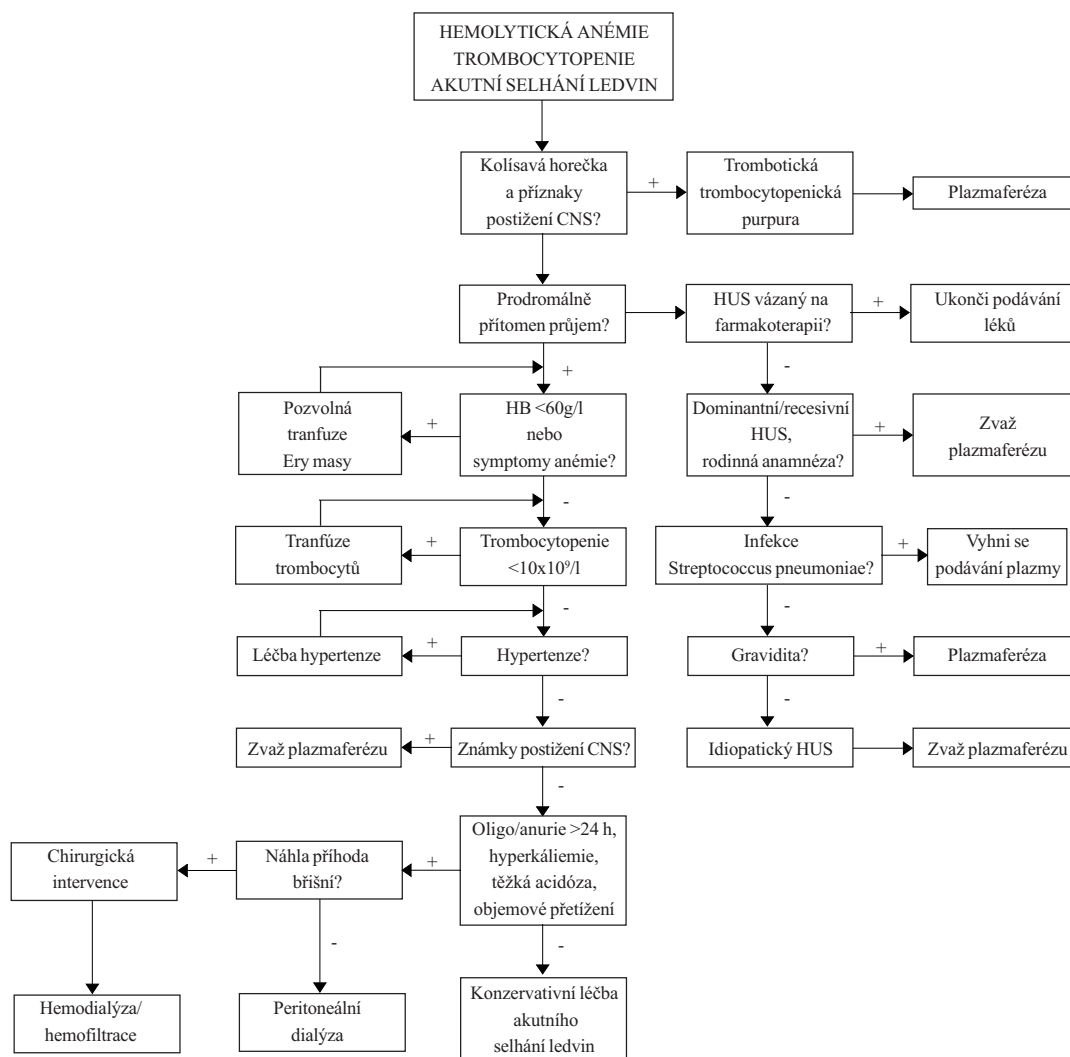 HEMOLYTICKÁ ANÉMIE
TROMBOCYTOPENIE
AKUTNÍ SELHÁNÍ LEDVIN
Kolísavá horečka
a příznaky
postižení CNS?
+
Trombotická
trombocytopenická
purpura
Plazmaferéza
Prodromálně
přítomen průjem?
HUS vázaný na
farmakoterapii?
+
Ukonči podávání
léků
+
-
Pozvolná
tranfuze
Ery masy
+
HB <60g/l
nebo
symptomy anémie?
Dominantní/recesivní
HUS,
rodinná anamnéza?
+
Zvaž
plazmaferézu
-
-
Tranfúze
trombocytů
+
Trombocytopenie
<10x10⁹/l
Infekce
Streptococcus pneumoniae?
+
Vyhni se
podávání plazmy
-
-
Léčba hypertenze
+
Hypertenze?
Gravidita?
+
Plazmaferéza
-
-
Zvaž plazmaferézu
+
Známky postižení CNS?
Idiopatický HUS
Zvaž plazmaferézu
-
Chirurgická
intervence
+
Náhla příhoda
břišní?
+
Oligo/anurie >24 h,
hyperkáliemie,
těžká acidóza,
objemové přetížení
-
-
Hemodialýza/
hemofiltrace
Peritoneální
dialýza
Konzervativní léčba
akutního
selhání ledvin